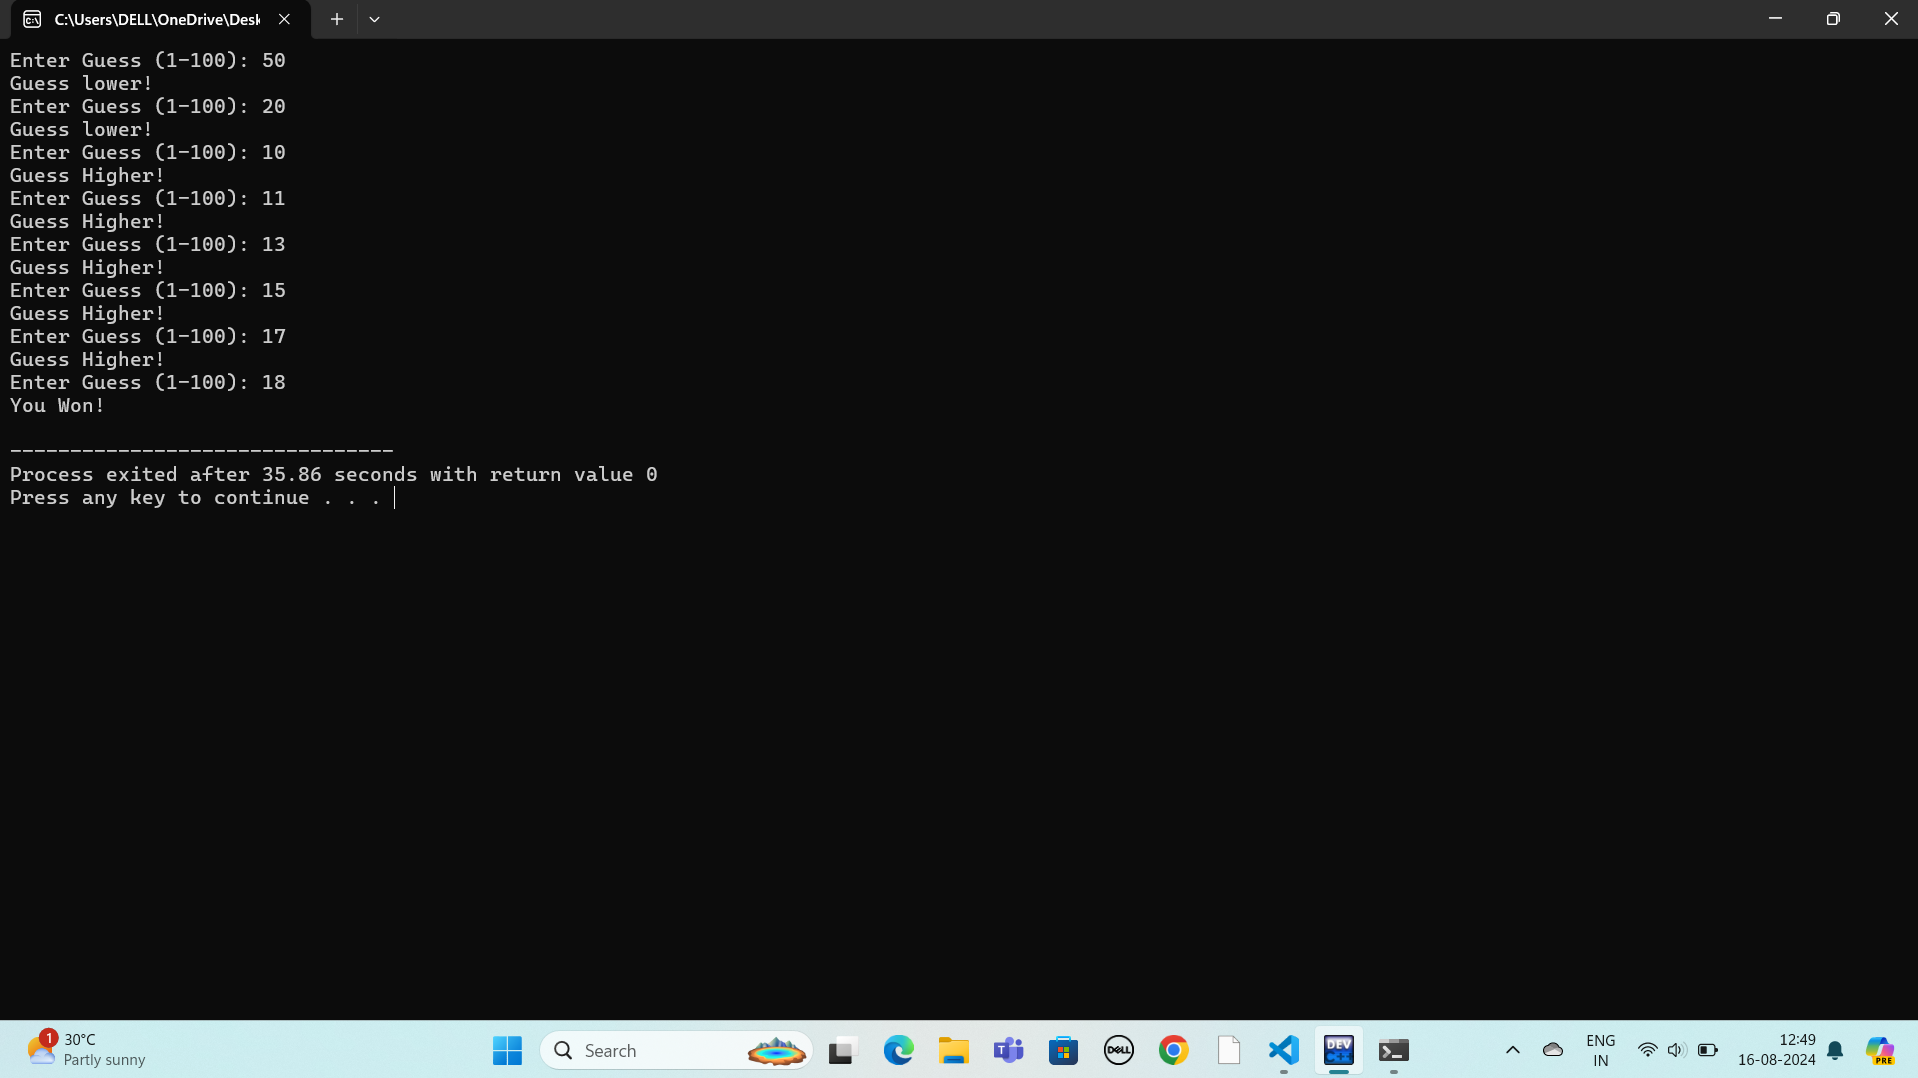 C:\Users\DELL\OneDrive\Desk
Enter Guess (1-100): 50
Guess lower!
Enter Guess (1-100): 20
Guess lower!
Enter Guess (1-100): 10
Guess Higher!
Enter Guess (1-100): 11
Guess Higher!
Enter Guess (1-100): 13
Guess Higher!
Enter Guess (1-100): 15
Guess Higher!
Enter Guess (1-100): 17
Guess Higher!
Enter Guess (1-100): 18
You Won!
--------------------------------
Process exited after 35.86 seconds with return value 0
Press any key to continue . . .
1
30°C
Partly sunny
Search
T
DELL
DEV
C++
ENG
IN
12:49
16-08-2024
PRE